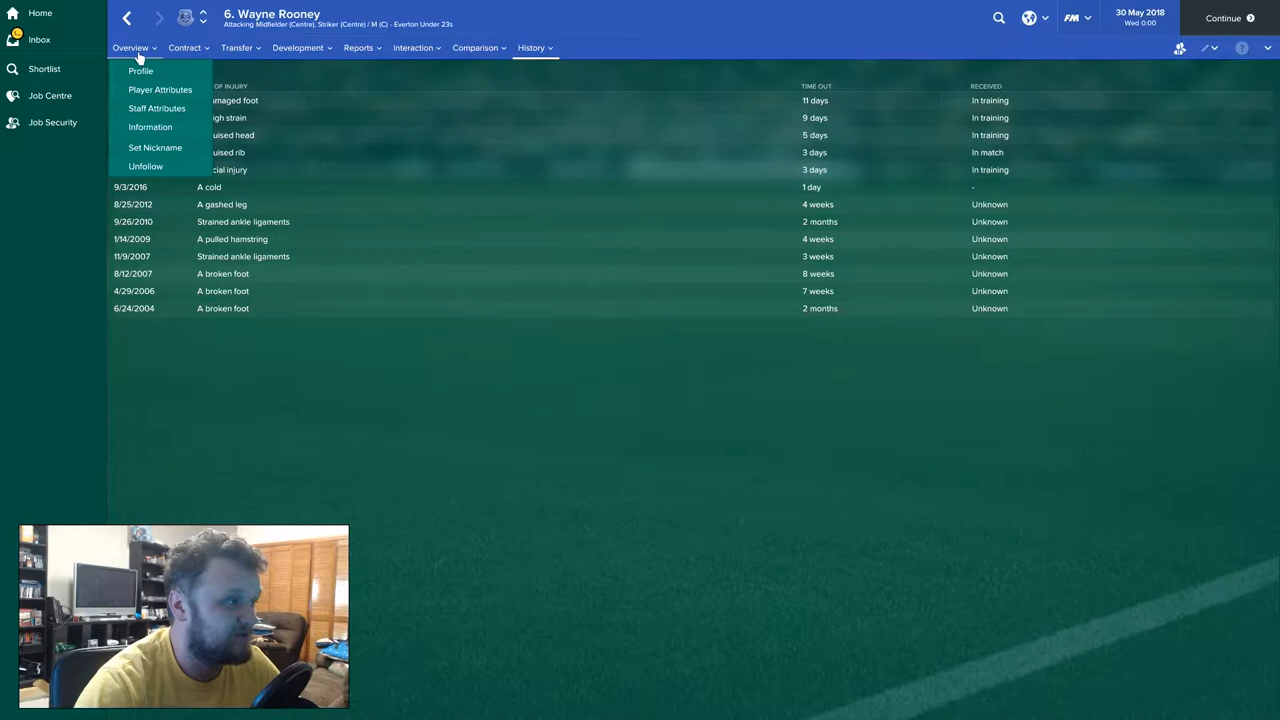 Home
6. Wayne Rooney
Attacking Midfielder (Centre), Striker (Centre) / M (C) - Everton Under 23s
FM
30 May 2018
Wed 0:00
Continue
Inbox
Overview Contract Transfer Development Reports Interaction Comparison History
Shortlist
Job Centre
Job Security
Profile
Player Attributes
Staff Attributes
Information
Set Nickname
Unfollow
OF INJURY TIME OUT RECEIVED
maged foot 11 days In training
igh strain 9 days In training
uised head 5 days In training
uised rib 3 days In match
cial injury 3 days In training
9/3/2016 A cold 1 day -
8/25/2012 A gashed leg 4 weeks Unknown
9/26/2010 Strained ankle ligaments 2 months Unknown
1/14/2009 A pulled hamstring 4 weeks Unknown
11/9/2007 Strained ankle ligaments 3 weeks Unknown
8/12/2007 A broken foot 8 weeks Unknown
4/29/2006 A broken foot 7 weeks Unknown
6/24/2004 A broken foot 2 months Unknown